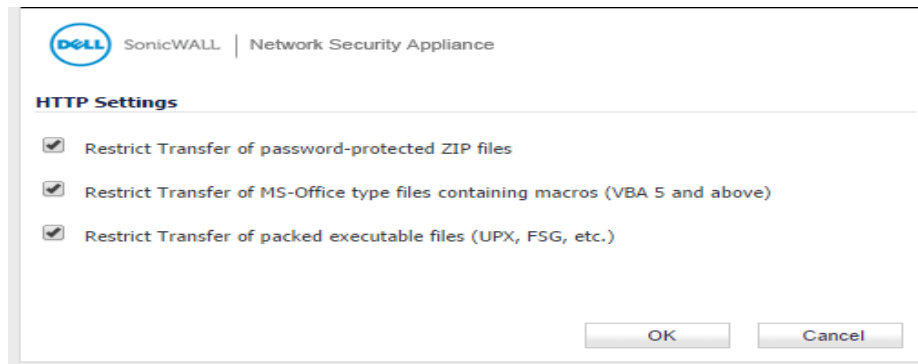 DELL SonicWALL | Network Security Appliance
HTTP Settings
Restrict Transfer of password-protected ZIP files
Restrict Transfer of MS-Office type files containing macros (VBA 5 and above)
Restrict Transfer of packed executable files (UPX, FSG, etc.)
OK Cancel